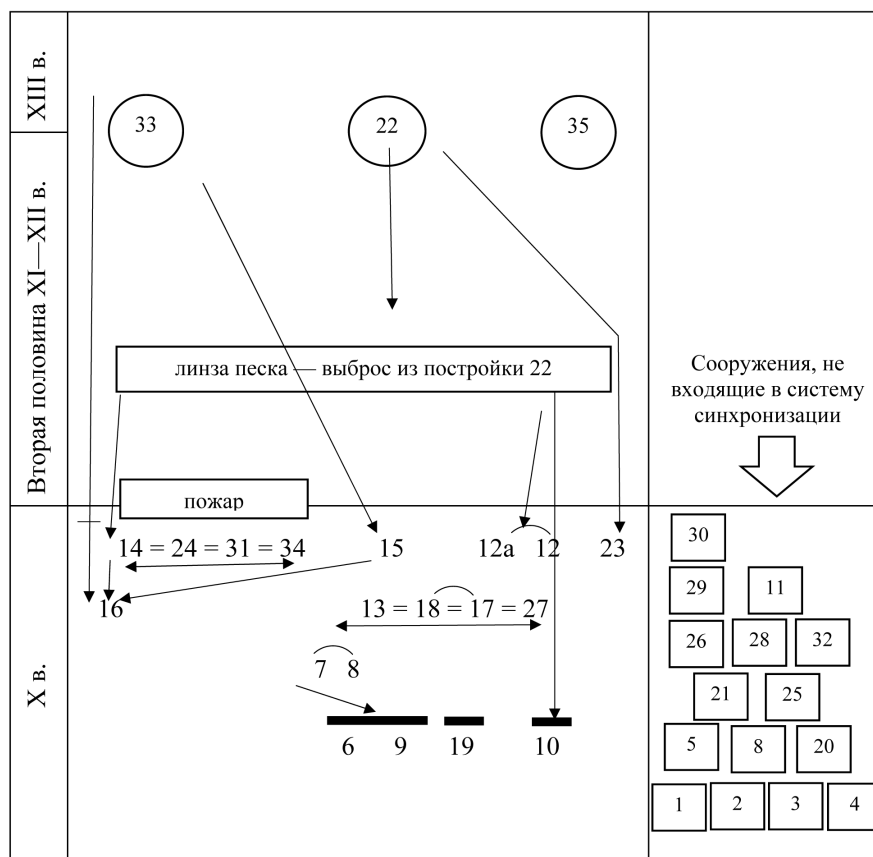 XIII в.
33
22
35
Вторая половина XI—XII в.
линза песка — выброс из постройки 22
Сооружения, не
входящие в систему
синхронизации
пожар
14 = 24 = 31 = 34
15
12а 12
23
30
16
13 = 18 = 17 = 27
29
11
26
28
32
7 8
21
25
X в.
6 9 19 10
5
8
20
1
2
3
4